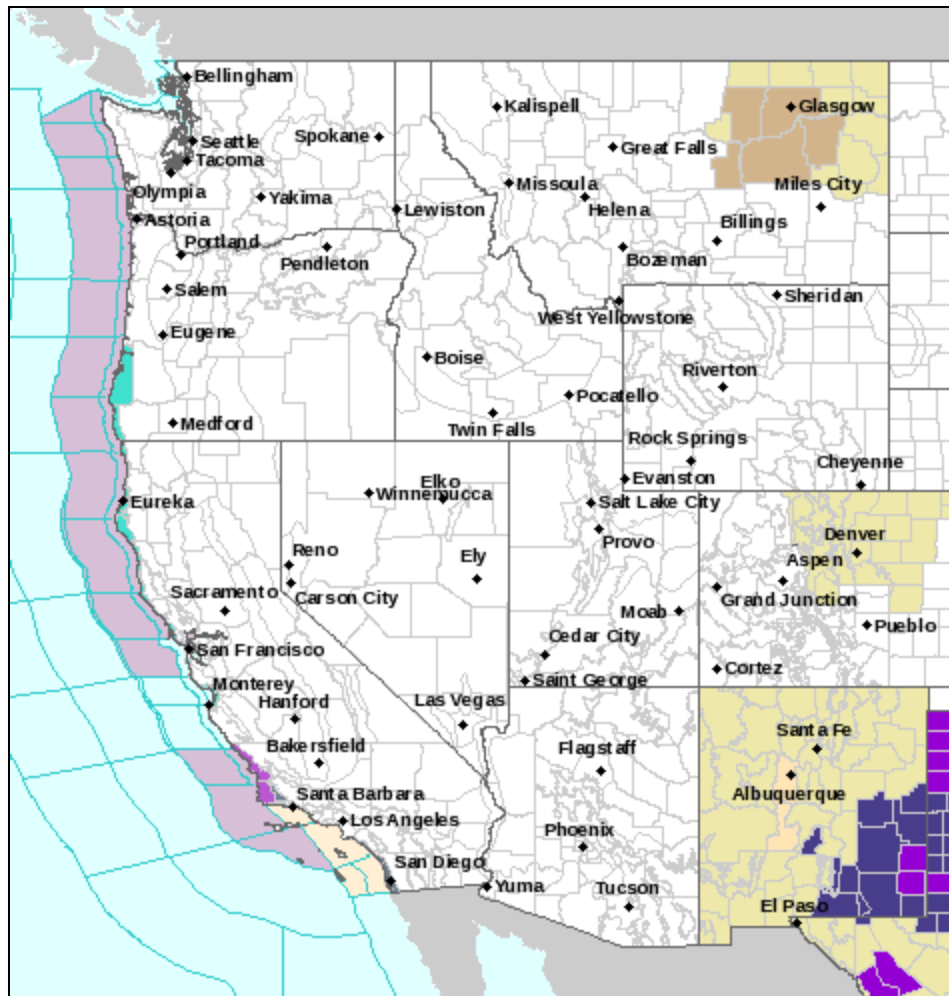 Bellingham
Kalispell
Glasgow
Seattle
Spokane
Great Falls
Tacoma
Missoula
Miles City
Olympia
Yakima
Lewiston
Helena
Astoria
Billings
Portland
Pendleton
Bozeman
Salem
Sheridan
West Yellowstone
Eugene
Boise
Riverton
Pocatello
Medford
Twin Falls
Rock Springs
Cheyenne
Elko
Evanston
Winnemucca
Eureka
Salt Lake City
Denver
Provo
Reno
Ely
Aspen
Sacramento
Carson City
Grand Junction
Moab
Pueblo
Cedar City
San Francisco
Cortez
Saint George
Monterey
Hanford
Las Vegas
Santa Fe
Bakersfield
Flagstaff
Albuquerque
Santa Barbara
Los Angeles
Phoenix
San Diego
Yuma
Tucson
El Paso